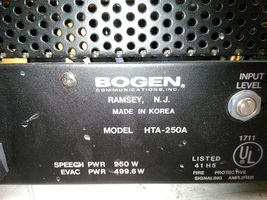 BOGEN
COMMUNICATIONS, INC.
RAMSEY, N.J.
MADE IN KOREA
MODEL HTA-250A
INPUT
LEVEL
SPEECH PWR 250 W
EVAC PWR 499.6 W
1711
UL
LISTED
41 H5
FIRE PROTECTIVE
SIGNALING AMPLIFIER